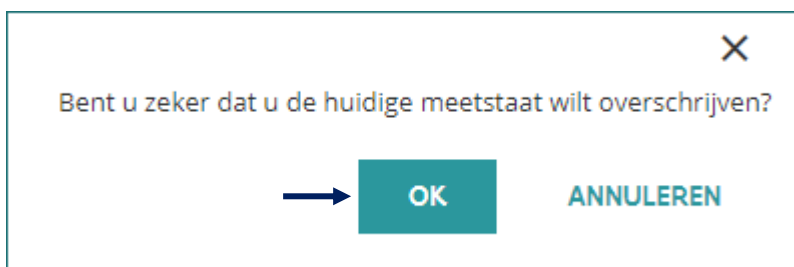 Bent u zeker dat u de huidige meetstaat wilt overschrijven?
OK ANNULEREN